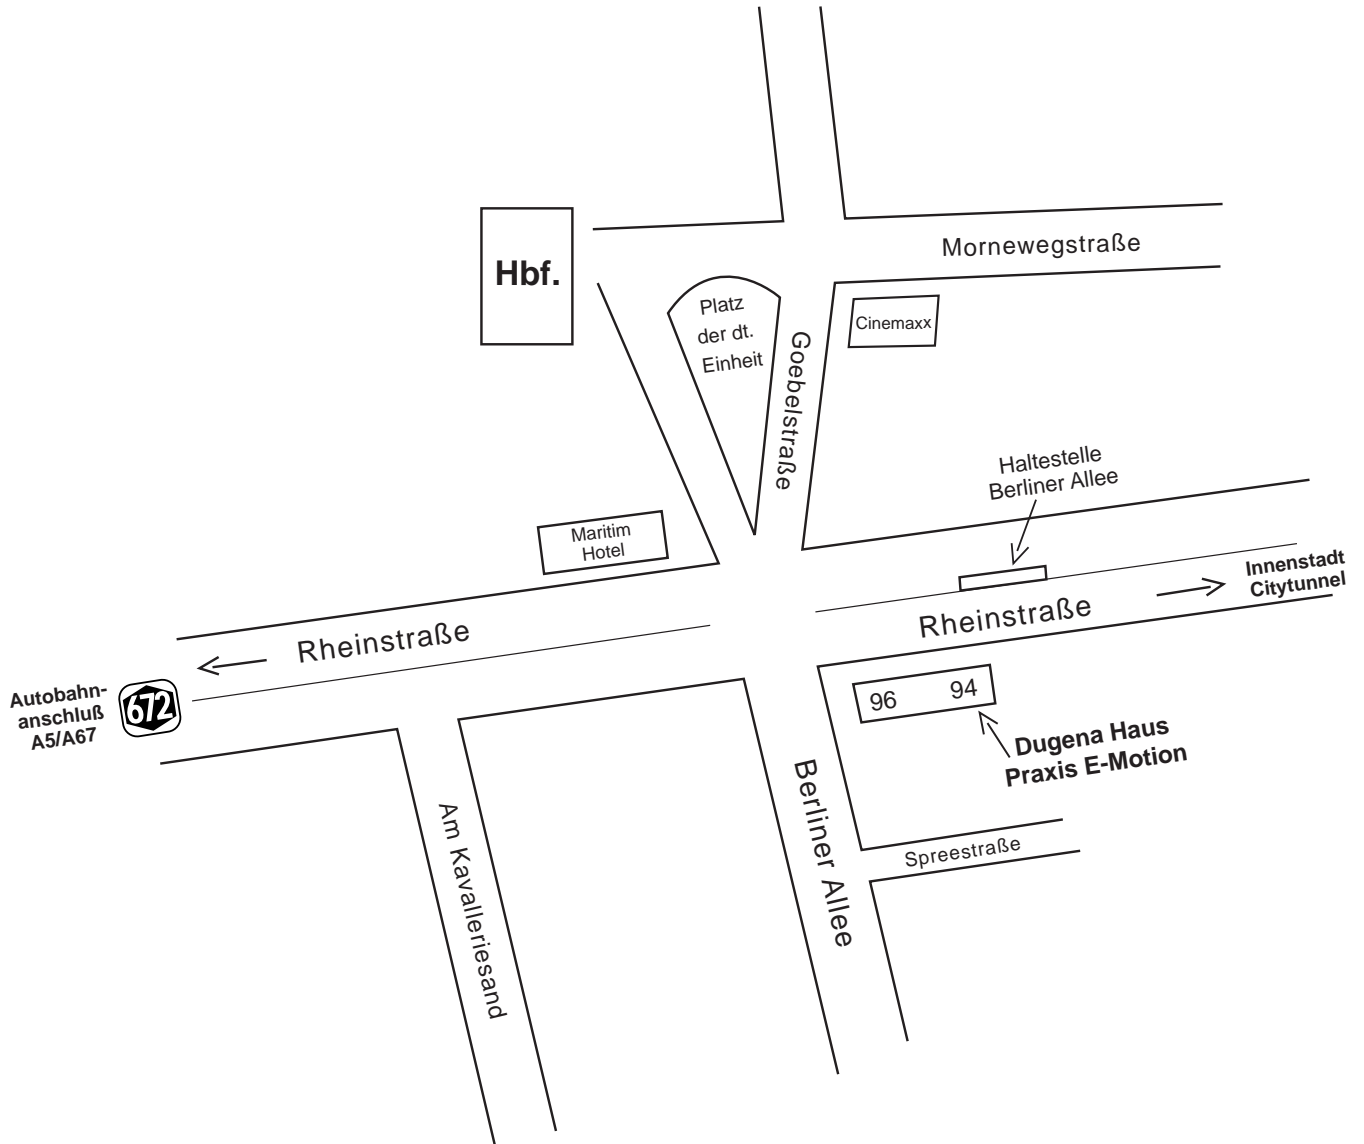 Mornewegstraße
Hbf.
Platz
der dt.
Einheit
Cinemaxx
Goebelstraße
Haltestelle
Berliner Allee
Maritim
Hotel
Innenstadt
Citytunnel
Rheinstraße
Rheinstraße
Autobahn-
anschluß
A5/A67
672
96 94
Dugena Haus
Praxis E-Motion
Berliner Allee
Am Kavalleriesand
Spreestraße